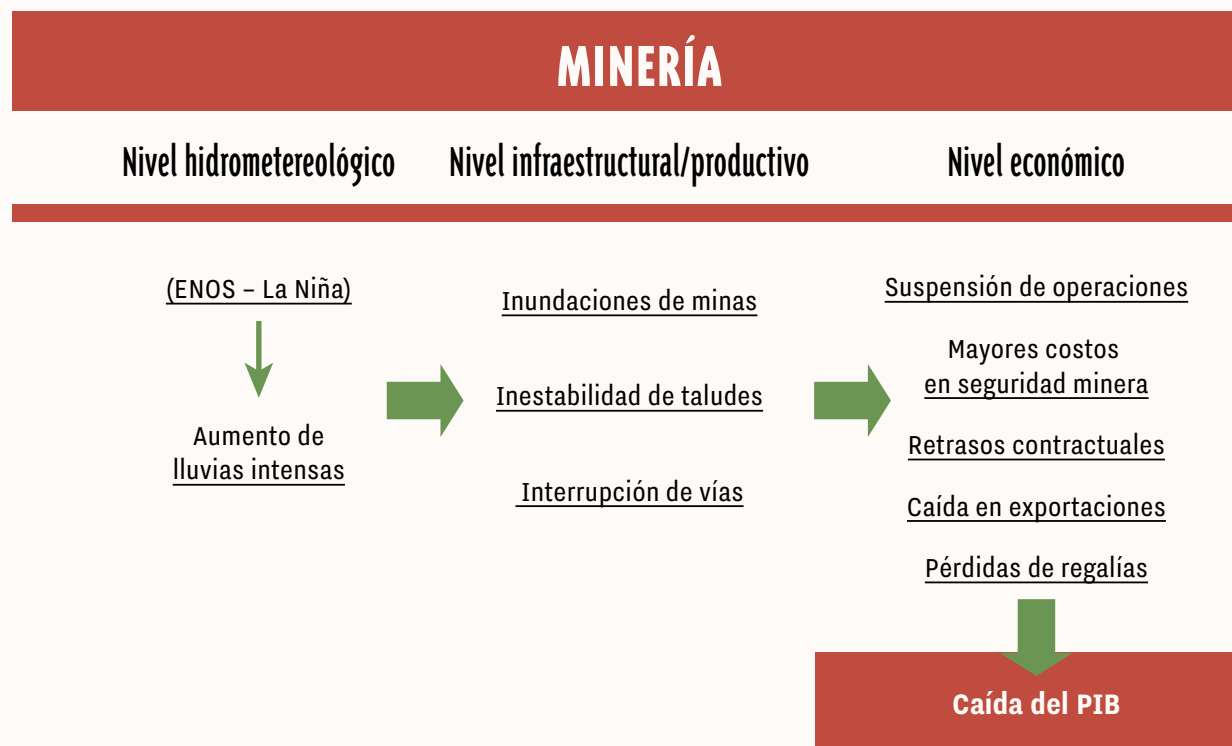 MINERÍA
Nivel hidrometereológico
Nivel infraestructural/productivo
Nivel económico
(ENOS – La Niña)
Aumento de
lluvias intensas
Inundaciones de minas
Inestabilidad de taludes
Interrupción de vías
Suspensión de operaciones
Mayores costos
en seguridad minera
Retrasos contractuales
Caída en exportaciones
Pérdidas de regalías
Caída del PIB